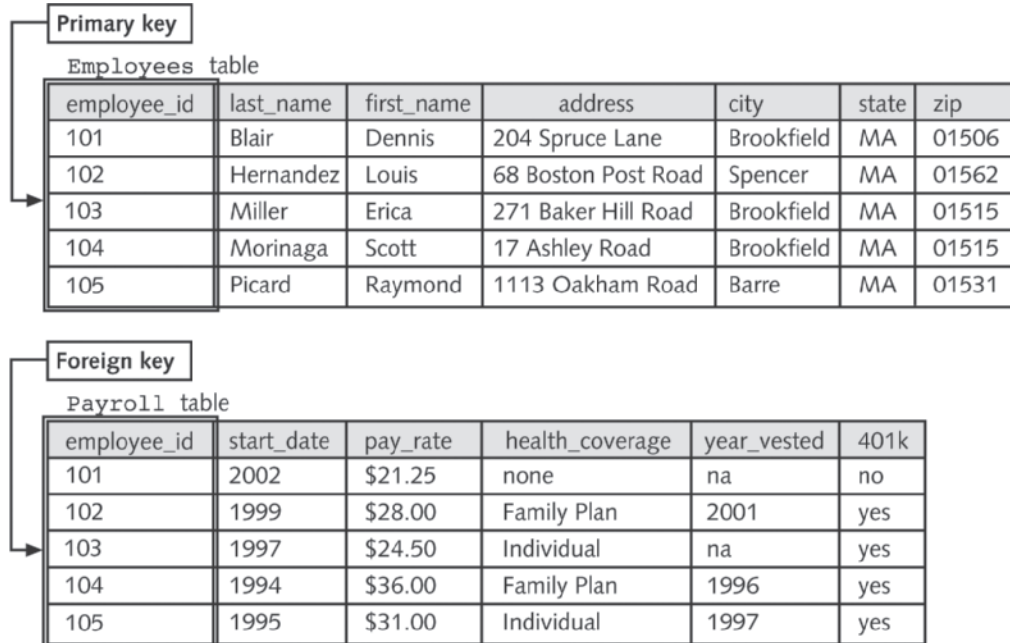 Primary key
Employees table
employee_id last_name first_name address city state zip
101 Blair Dennis 204 Spruce Lane Brookfield MA 01506
102 Hernandez Louis 68 Boston Post Road Spencer MA 01562
103 Miller Erica 271 Baker Hill Road Brookfield MA 01515
104 Morinaga Scott 17 Ashley Road Brookfield MA 01515
105 Picard Raymond 1113 Oakham Road Barre MA 01531
Foreign key
Payroll table
employee_id start_date pay_rate health_coverage year_vested 401k
101 2002 $21.25 none na no
102 1999 $28.00 Family Plan 2001 yes
103 1997 $24.50 Individual na yes
104 1994 $36.00 Family Plan 1996 yes
105 1995 $31.00 Individual 1997 yes